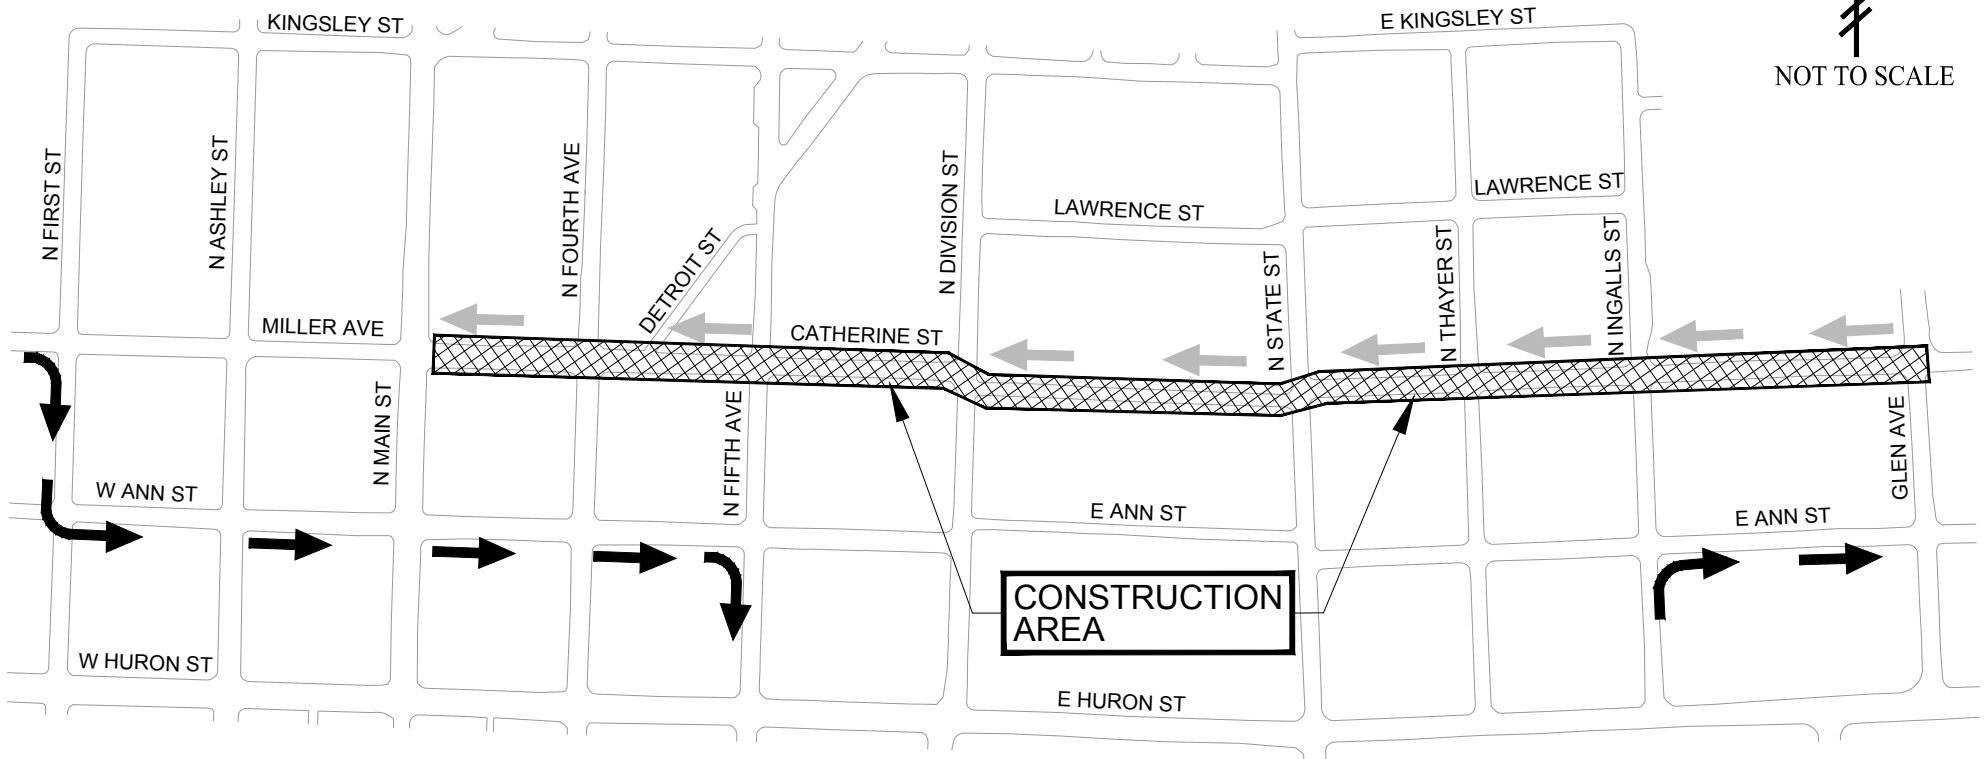 KINGSLEY ST
E KINGSLEY ST
NOT TO SCALE
N FIRST ST
N ASHLEY ST
N FOURTH AVE
DETROIT ST
N DIVISION ST
LAWRENCE ST
N STATE ST
N THAYER ST
LAWRENCE ST
N INGALLS ST
MILLER AVE
CATHERINE ST
N MAIN ST
N FIFTH AVE
GLEN AVE
W ANN ST
E ANN ST
E ANN ST
CONSTRUCTION
AREA
W HURON ST
E HURON ST